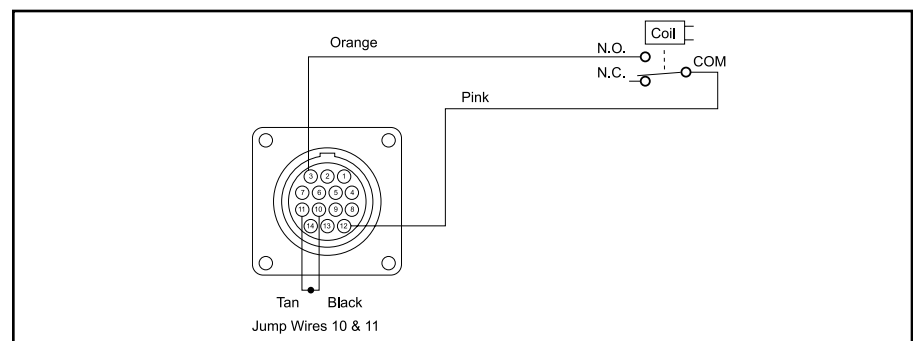 Coil
Orange
N.O.
COM
N.C.
Pink
3 2 1
7 6 5 4
11 10 9 8
14 13 12
Tan Black
Jump Wires 10 & 11